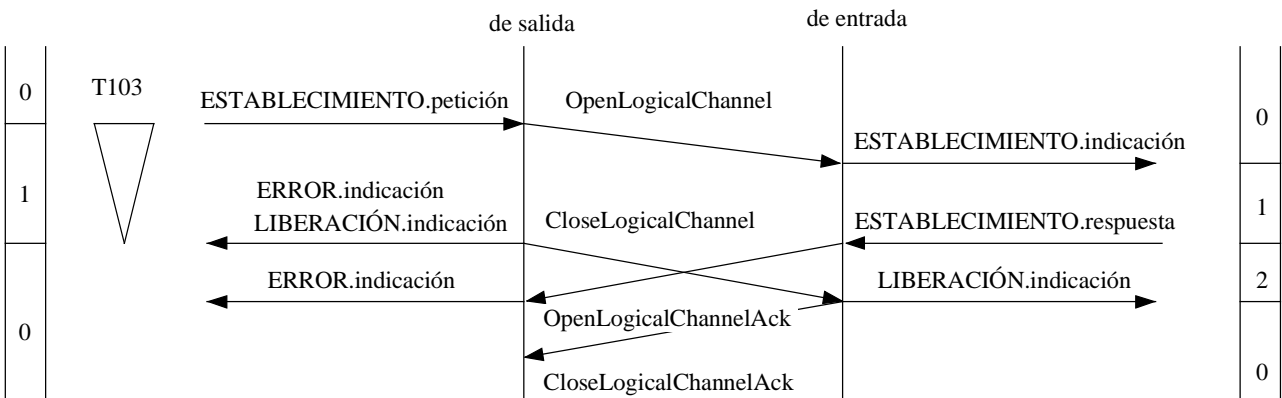 de salida
de entrada
0
T103
ESTABLECIMIENTO.petición
OpenLogicalChannel
0
ESTABLECIMIENTO.indicación
1
ERROR.indicación
LIBERACIÓN.indicación
CloseLogicalChannel
ESTABLECIMIENTO.respuesta
1
ERROR.indicación
LIBERACIÓN.indicación
2
OpenLogicalChannelAck
0
CloseLogicalChannelAck
0